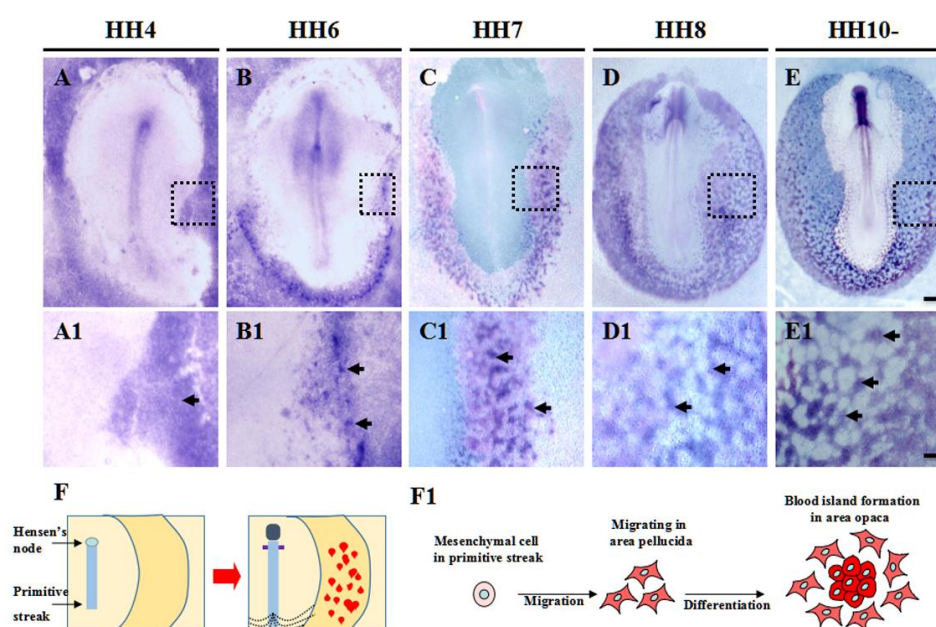 HH4 HH6 HH7 HH8 HH10-
A B C D E
A1 B1 C1 D1 E1
F F1
Hensen's
node
Primitive
streak
Mesenchymal cell
in primitive streak
Migration
Migrating in
area pellucida
Differentiation
Blood island formation
in area opaca